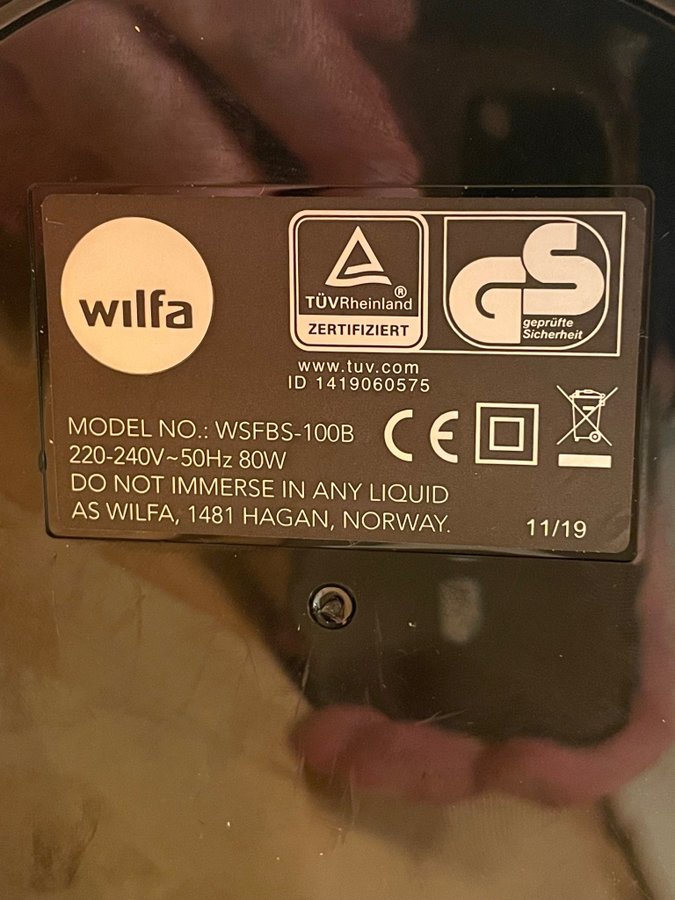 wilfa
®
TÜVRheinland
ZERTIFIZIERT
GS
geprüfte
Sicherheit
www.tuv.com
ID 1419060575
MODEL NO.: WSFBS-100B
CE
220-240V~50Hz 80W
DO NOT IMMERSE IN ANY LIQUID
AS WILFA, 1481 HAGAN, NORWAY.
11/19